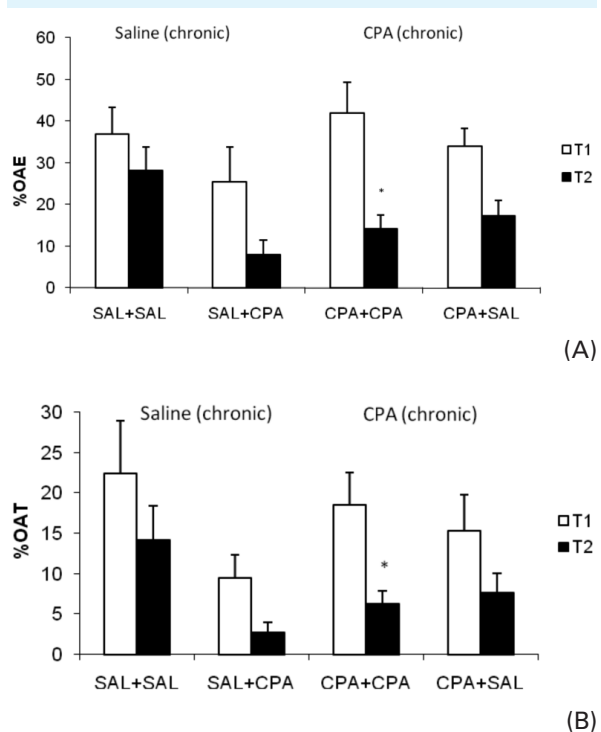 Saline (chronic) CPA (chronic)
60
50
40
30
20
10
0
%OAE
T1
T2
*
SAL+SAL SAL+CPA CPA+CPA CPA+SAL
(A)
Saline (chronic) CPA (chronic)
30
25
20
15
10
5
0
%OAT
T1
T2
*
SAL+SAL SAL+CPA CPA+CPA CPA+SAL
(B)